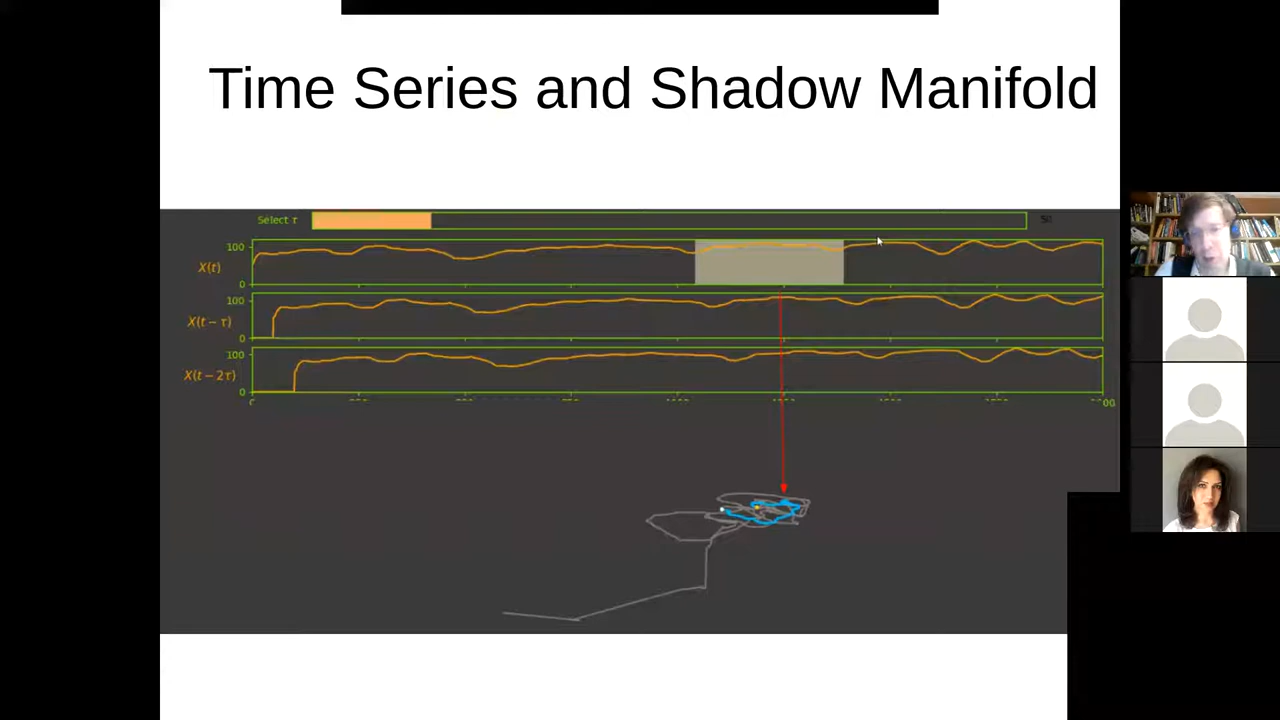 Time Series and Shadow Manifold
Select τ
100
X(t)
0
100
X(t − τ)
0
100
X(t − 2τ)
0